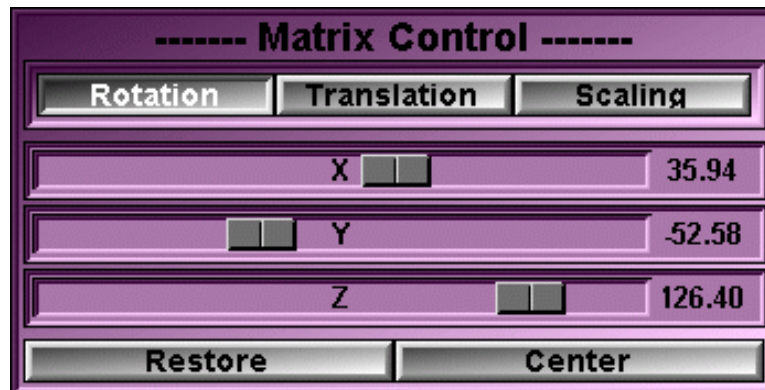 ------- Matrix Control -------
Rotation Translation Scaling
X 35.94
Y -52.58
Z 126.40
Restore Center